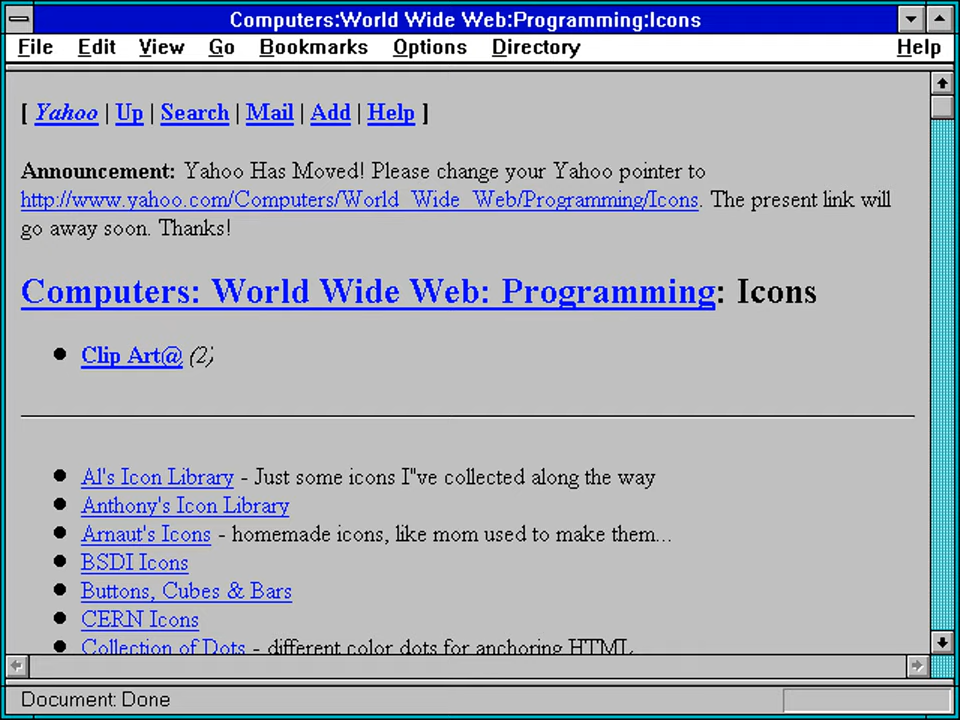 Computers:World Wide Web:Programming:Icons
File Edit View Go Bookmarks Options Directory Help
[ Yahoo | Up | Search | Mail | Add | Help ]
Announcement: Yahoo Has Moved! Please change your Yahoo pointer to
http://www.yahoo.com/Computers/World_Wide_Web/Programming/Icons. The present link will
go away soon. Thanks!
Computers: World Wide Web: Programming: Icons
Clip Art@ (2)
Al's Icon Library - Just some icons I"ve collected along the way
Anthony's Icon Library
Arnaut's Icons - homemade icons, like mom used to make them...
BSDI Icons
Buttons, Cubes & Bars
CERN Icons
Collection of Dots - different color dots for anchoring HTML
Document: Done